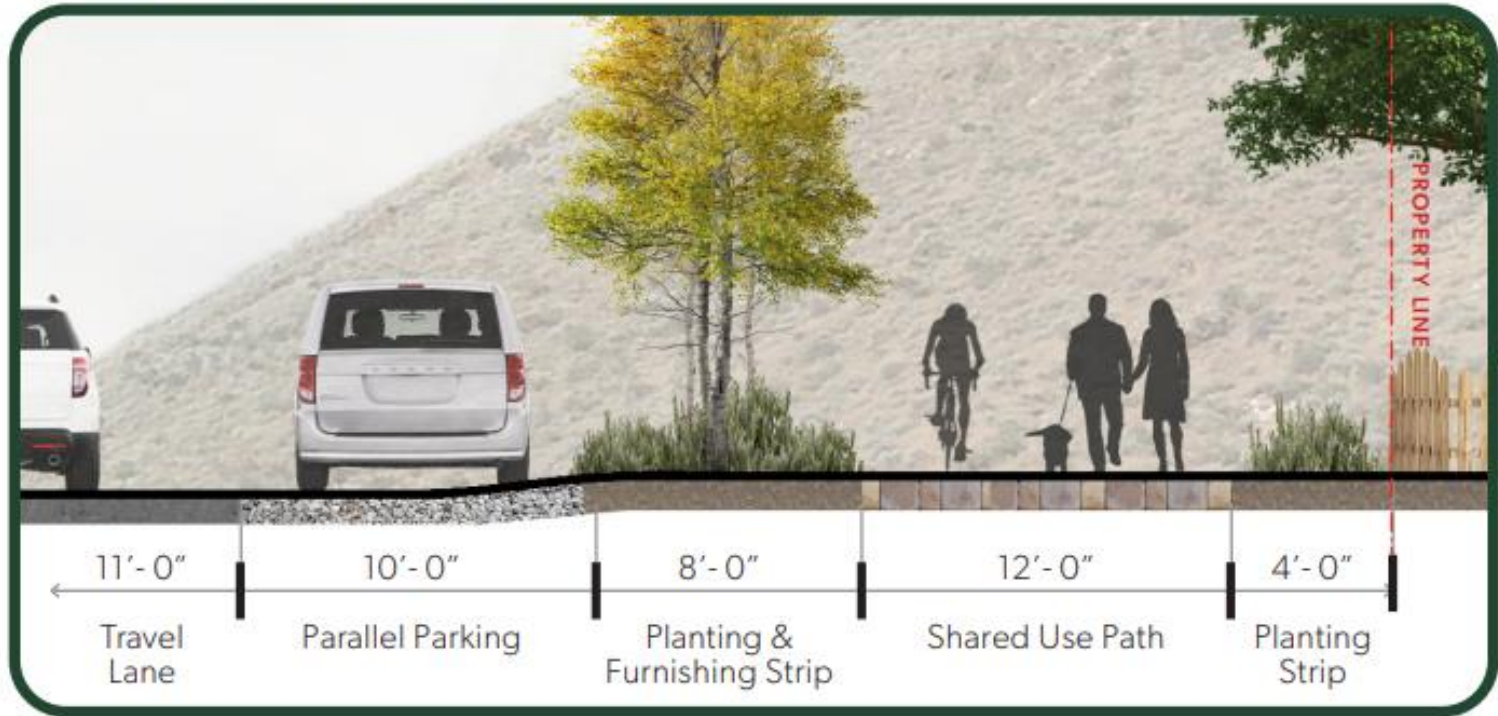 PROPERTY LINE
11'-0"
10'-0"
8'-0"
12'-0"
4'-0"
Travel
Lane
Parallel Parking
Planting &
Furnishing Strip
Shared Use Path
Planting
Strip